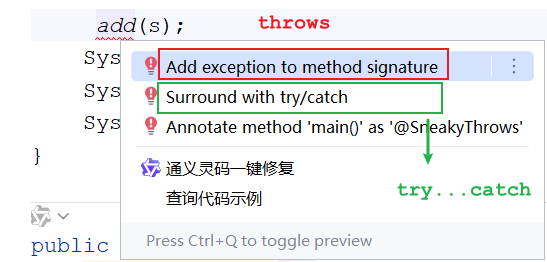 add(s);
throws
Sys
Add exception to method signature
Sys
Surround with try/catch
Sys
Annotate method 'main()' as '@SneakyThrows'
}
通义灵码一键修复
try...catch
查询代码示例
public
Press Ctrl+Q to toggle preview